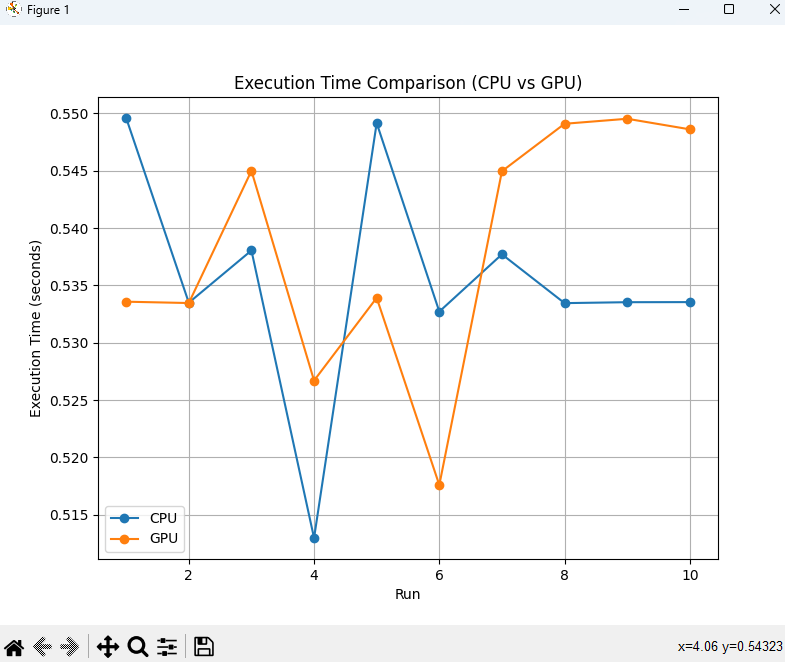 Figure 1
Execution Time Comparison (CPU vs GPU)
0.550
0.545
0.540
0.535
0.530
0.525
0.520
0.515
Execution Time (seconds)
CPU
GPU
2 4 6 8 10
Run
x=4.06 y=0.54323